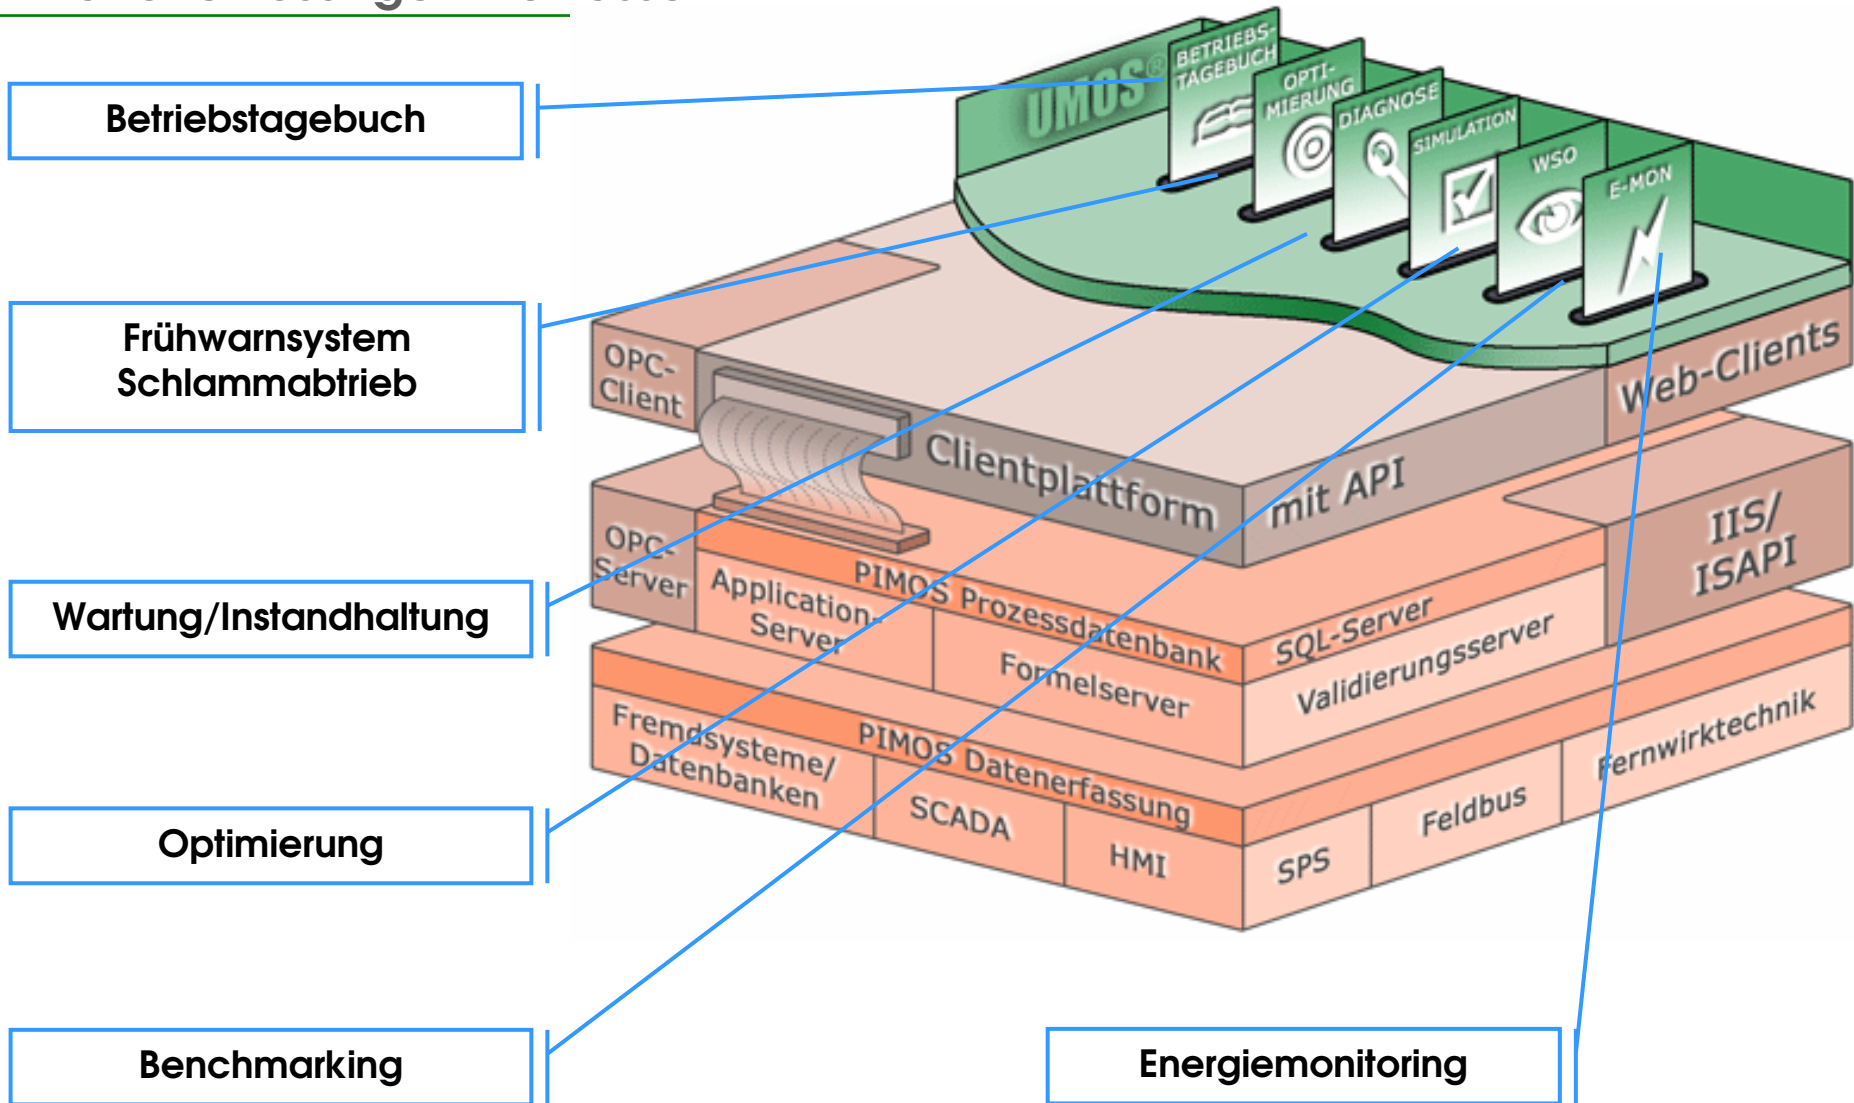 Betriebstagebuch
Frühwarnsystem
Schlammabtrieb
Wartung/Instandhaltung
Optimierung
Benchmarking
Energiemonitoring
UMOS®
BETRIEBS-
TAGEBUCH
OPTI-
MIERUNG
DIAGNOSE
SIMULATION
WSO
E-MON
OPC-
Client
Clientplattform
mit API
Web-Clients
OPC-
Server
PIMOS Prozessdatenbank
SQL-Server
IIS/
ISAPI
Application-
Server
Formelserver
Validierungsserver
PIMOS Datenerfassung
Fremdsysteme/
Datenbanken
SCADA
HMI
SPS
Feldbus
Fernwirktechnik